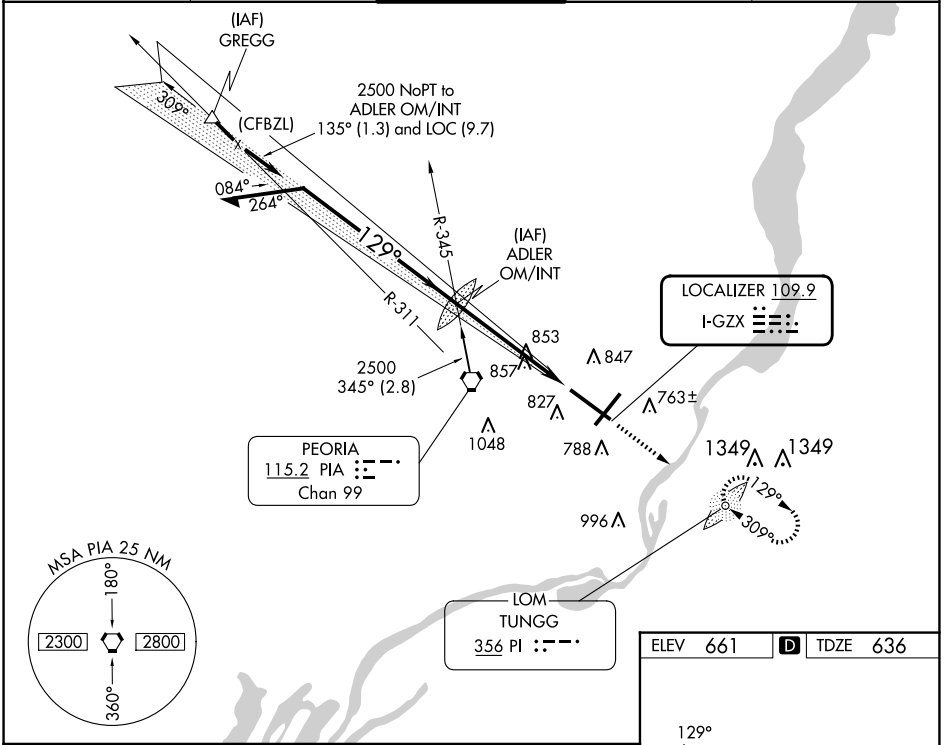 (IAF)
GREGG
2500 NoPT to
ADLER OM/INT
135° (1.3) and LOC (9.7)
309°
(CFBZL)
x
084°
264°
129°
R-345
(IAF)
ADLER
OM/INT
R-311
LOCALIZER 109.9
I-GZX
853
847
857
2500
345° (2.8)
827
763±
1048
788
PEORIA
115.2 PIA
Chan 99
1349
1349
129°
309°
996
MSA PIA 25 NM
180°
2300
2800
360°
LOM
TUNGG
356 PI
ELEV 661 D TDZE 636
129°